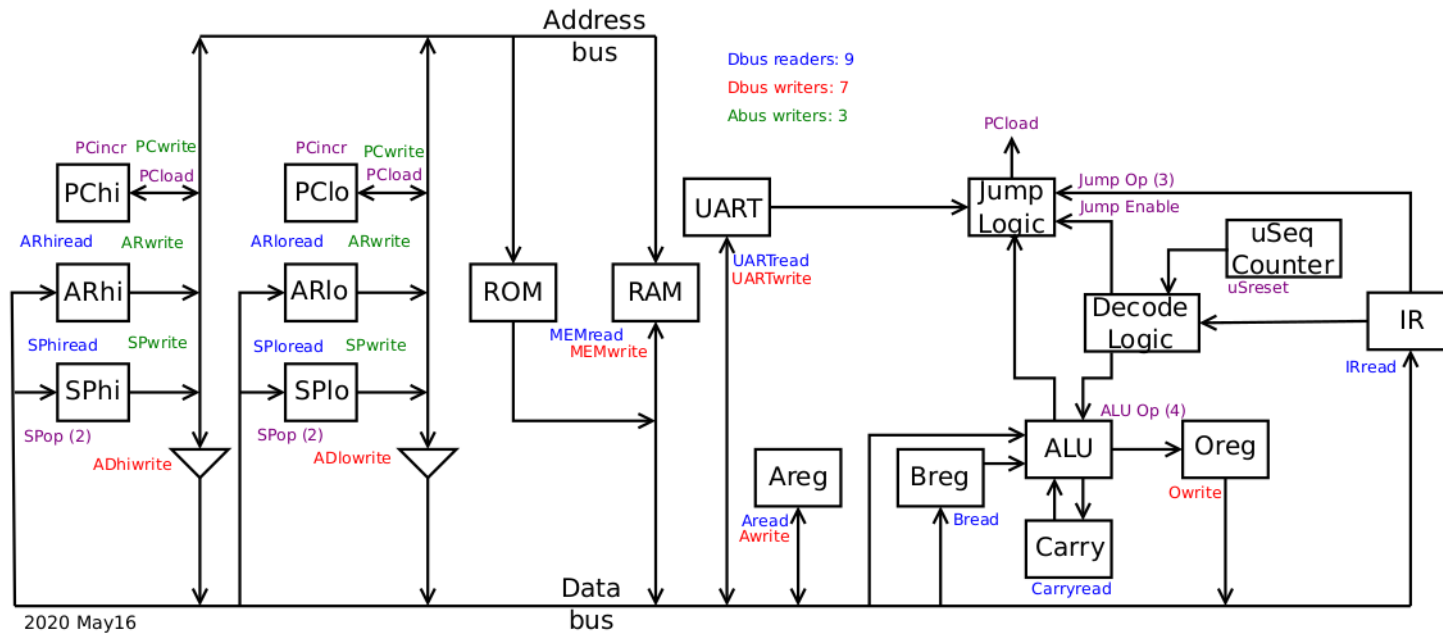 Address
bus
Dbus readers: 9
Dbus writers: 7
Abus writers: 3
PCload
PCincr PCwrite
PCload
PChi
PCincr PCwrite
PCload
PClo
UART
Jump
Logic
Jump Op (3)
Jump Enable
uSeq
Counter
uSreset
ARhiread ARwrite
ARhi
ARloread ARwrite
ARlo
ROM
RAM
UARTread
UARTwrite
Decode
Logic
IR
IRread
SPhiread SPwrite
SPhi
SPop (2)
SPloread SPwrite
SPlo
SPop (2)
MEMread
MEMwrite
ADhiwrite
ADlowrite
ALU Op (4)
ALU
Oreg
Owrite
Areg
Aread
Awrite
Breg
Bread
Carry
Carryread
Data
bus
2020 May16